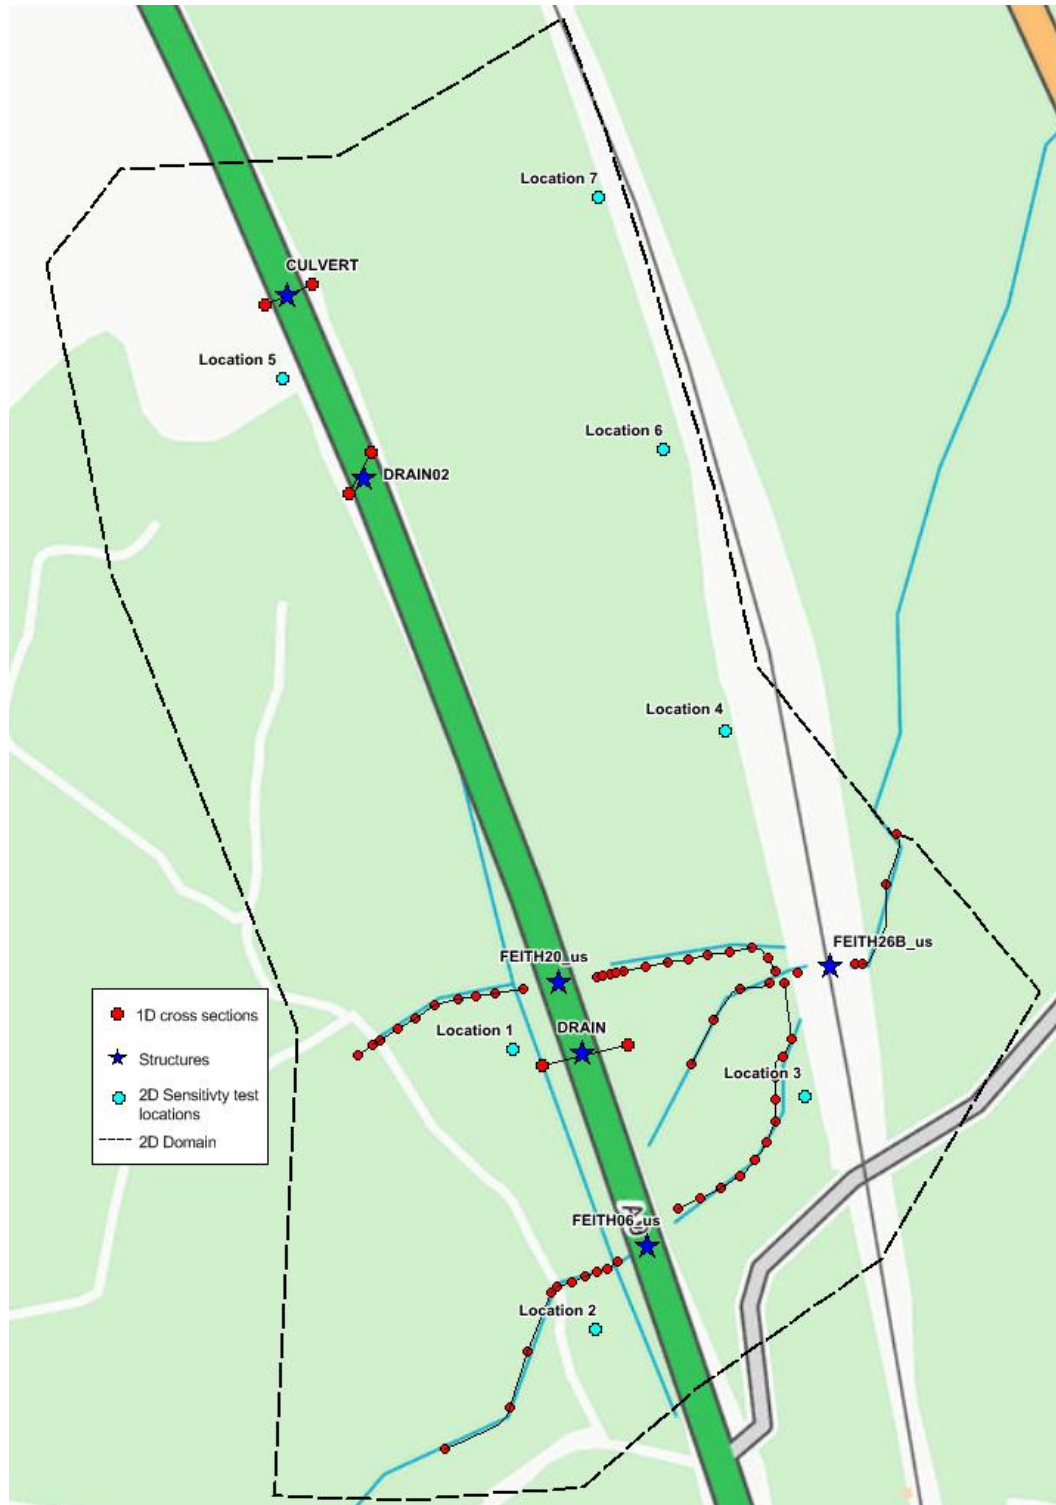 Location 7
CULVERT
Location 5
Location 6
DRAIN02
Location 4
FEITH26B_us
FEITH20_us
1D cross sections
Location 1
DRAIN
Structures
Location 3
2D Sensitivty test
locations
2D Domain
FEITH06_us
Location 2